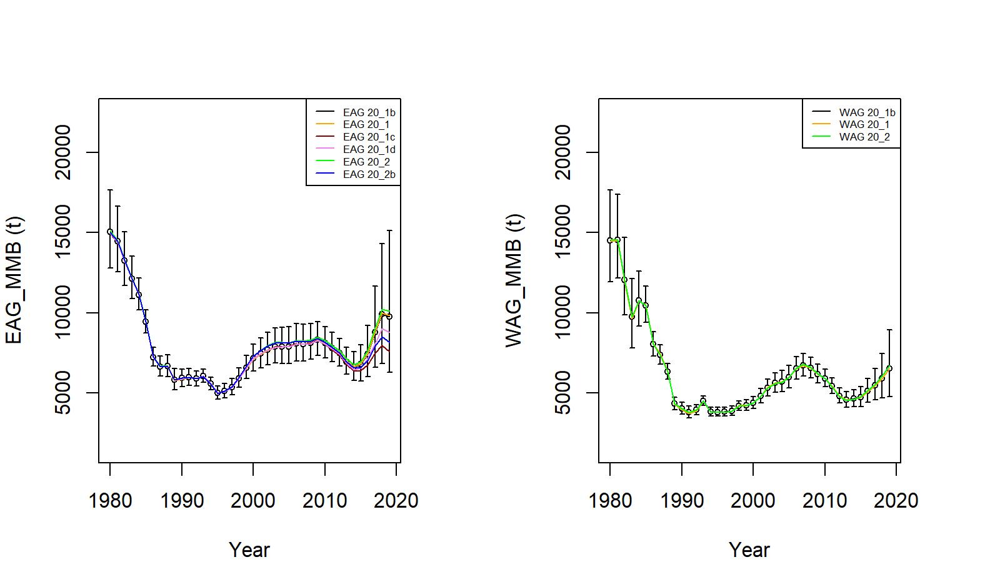 EAG_MMB (t)
20000
15000
10000
5000
EAG 20_1b
EAG 20_1
EAG 20_1c
EAG 20_1d
EAG 20_2
EAG 20_2b
1980 1990 2000 2010 2020
Year
WAG_MMB (t)
20000
15000
10000
5000
WAG 20_1b
WAG 20_1
WAG 20_2
1980 1990 2000 2010 2020
Year